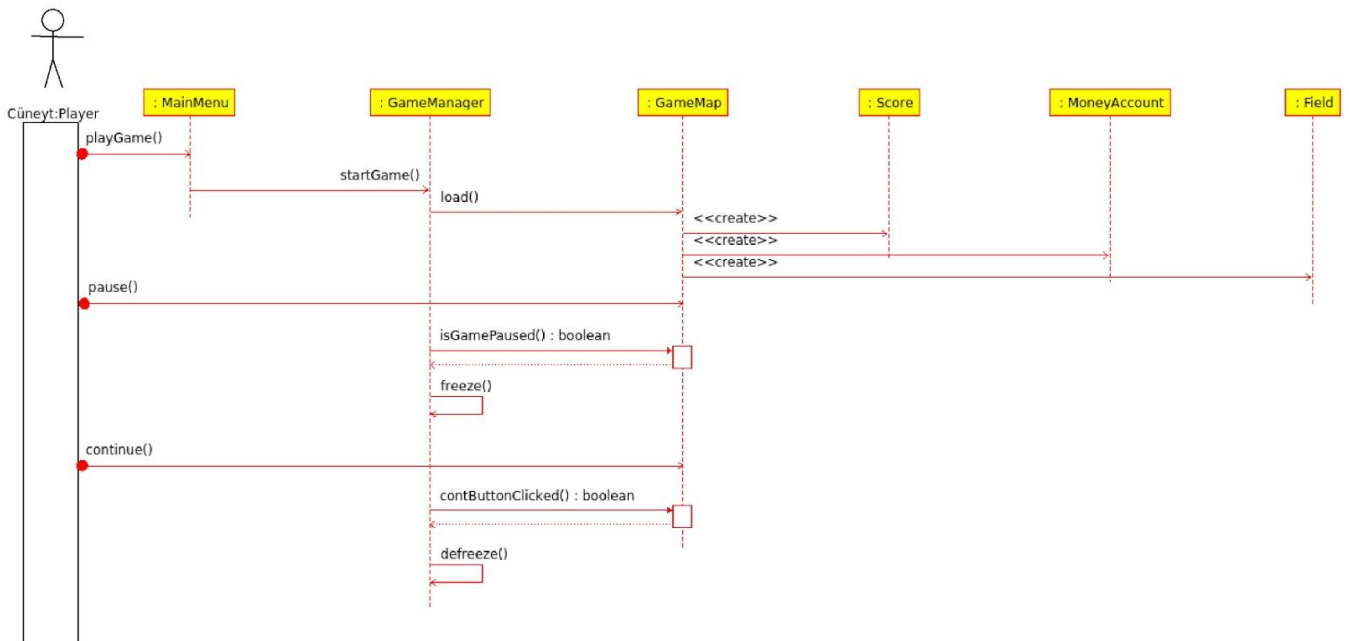 : MainMenu
: GameManager
: GameMap
: Score
: MoneyAccount
: Field
Cüneyt:Player
playGame()
startGame()
load()
<<create>>
<<create>>
<<create>>
pause()
isGamePaused() : boolean
freeze()
continue()
contButtonClicked() : boolean
defreeze()